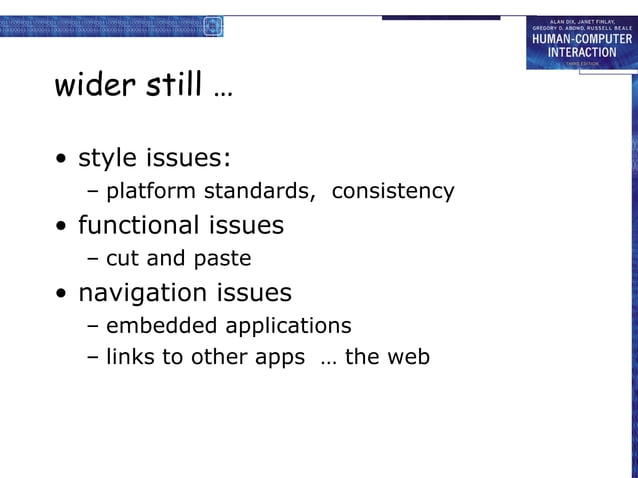 ALAN DIX, JANET FINLAY,
GREGORY D. ABOWD, RUSSELL BEALE
HUMAN-COMPUTER
INTERACTION
THIRD EDITION
wider still …
• style issues:
– platform standards, consistency
• functional issues
– cut and paste
• navigation issues
– embedded applications
– links to other apps … the web